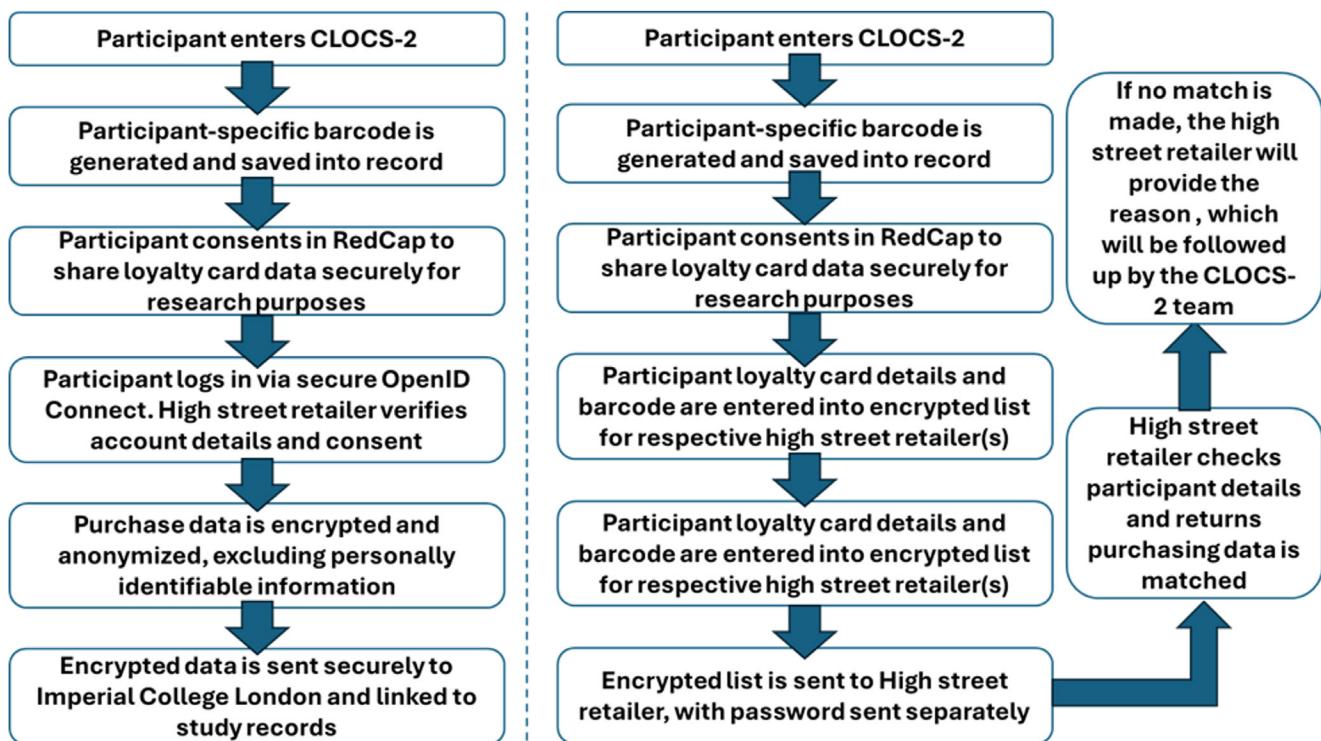 Participant enters CLOCS-2
Participant-specific barcode is
generated and saved into record
Participant consents in RedCap to
share loyalty card data securely for
research purposes
Participant logs in via secure OpenID
Connect. High street retailer verifies
account details and consent
Purchase data is encrypted and
anonymized, excluding personally
identifiable information
Encrypted data is sent securely to
Imperial College London and linked to
study records
Participant enters CLOCS-2
Participant-specific barcode is
generated and saved into record
Participant consents in RedCap to
share loyalty card data securely for
research purposes
Participant loyalty card details and
barcode are entered into encrypted list
for respective high street retailer(s)
Participant loyalty card details and
barcode are entered into encrypted list
for respective high street retailer(s)
Encrypted list is sent to High street
retailer, with password sent separately
High street
retailer checks
participant details
and returns
purchasing data is
matched
If no match is
made, the high
street retailer will
provide the
reason , which
will be followed
up by the CLOCS-
2 team